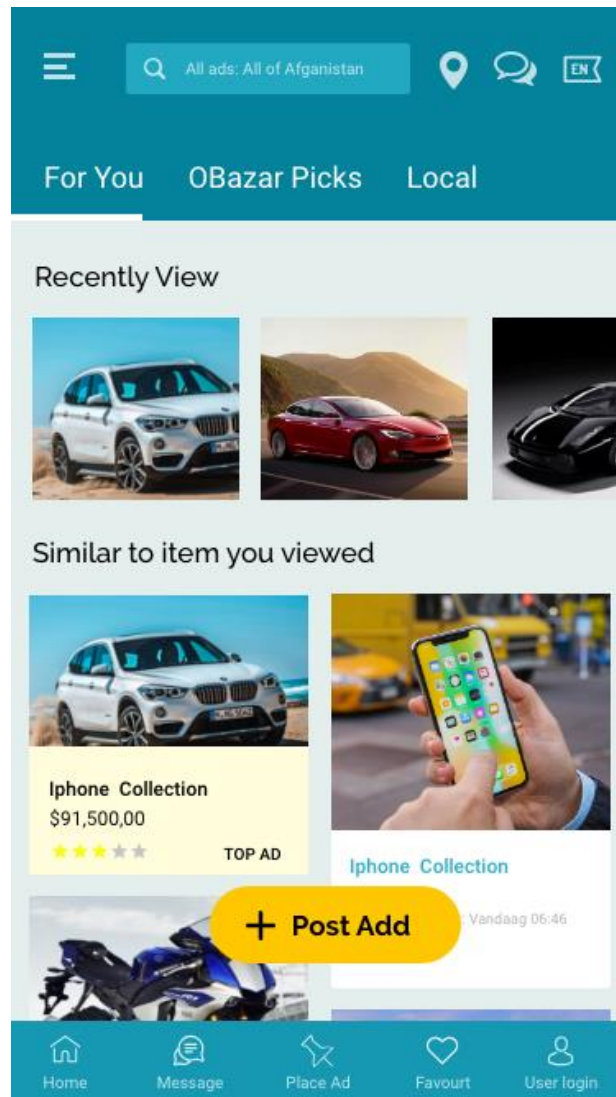 All ads: All of Afganistan
EN
For You OBazar Picks Local
Recently View
Similar to item you viewed
Iphone Collection
$91,500,00
TOP AD
Iphone Collection
Vandaag 06:46
+ Post Add
Home Message Place Ad Favourt User login